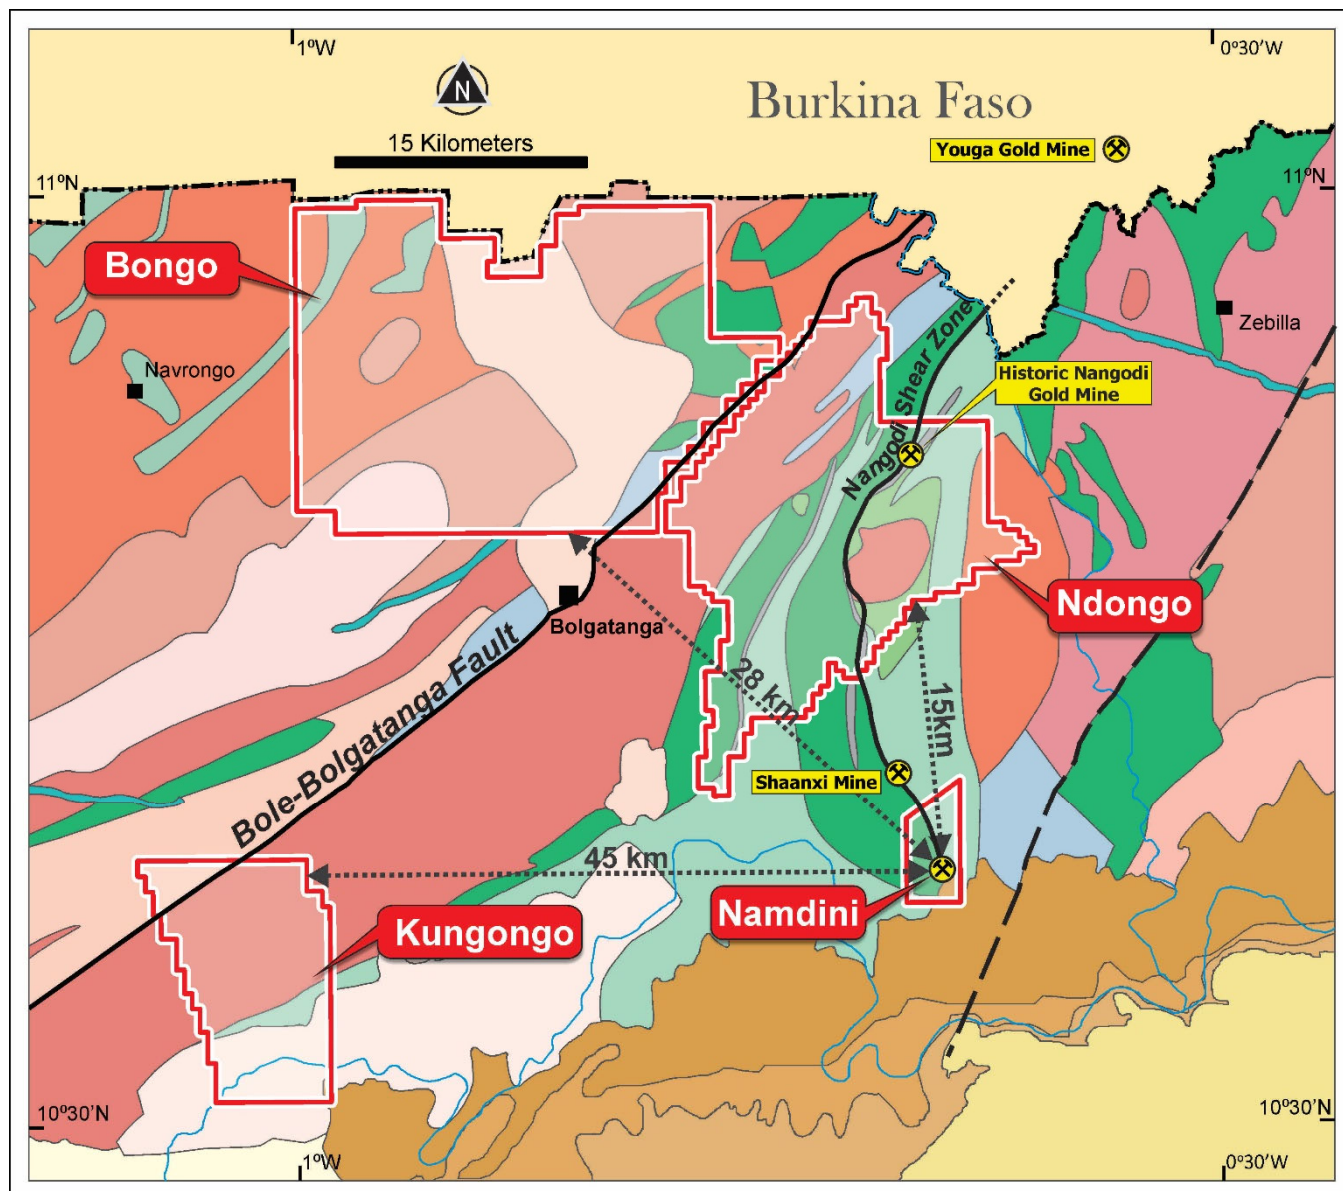 1ºW
0º30'W
N
Burkina Faso
15 Kilometers
Youga Gold Mine
11ºN
11ºN
Bongo
Zebilla
Navrongo
Historic Nangodi
Gold Mine
Nangodi Shear Zone
Ndongo
Bolgatanga
Bole-Bolgatanga Fault
28 km
15km
Shaanxi Mine
45 km
Namdini
Kungongo
10º30'N
10º30'N
1ºW
0º30'W